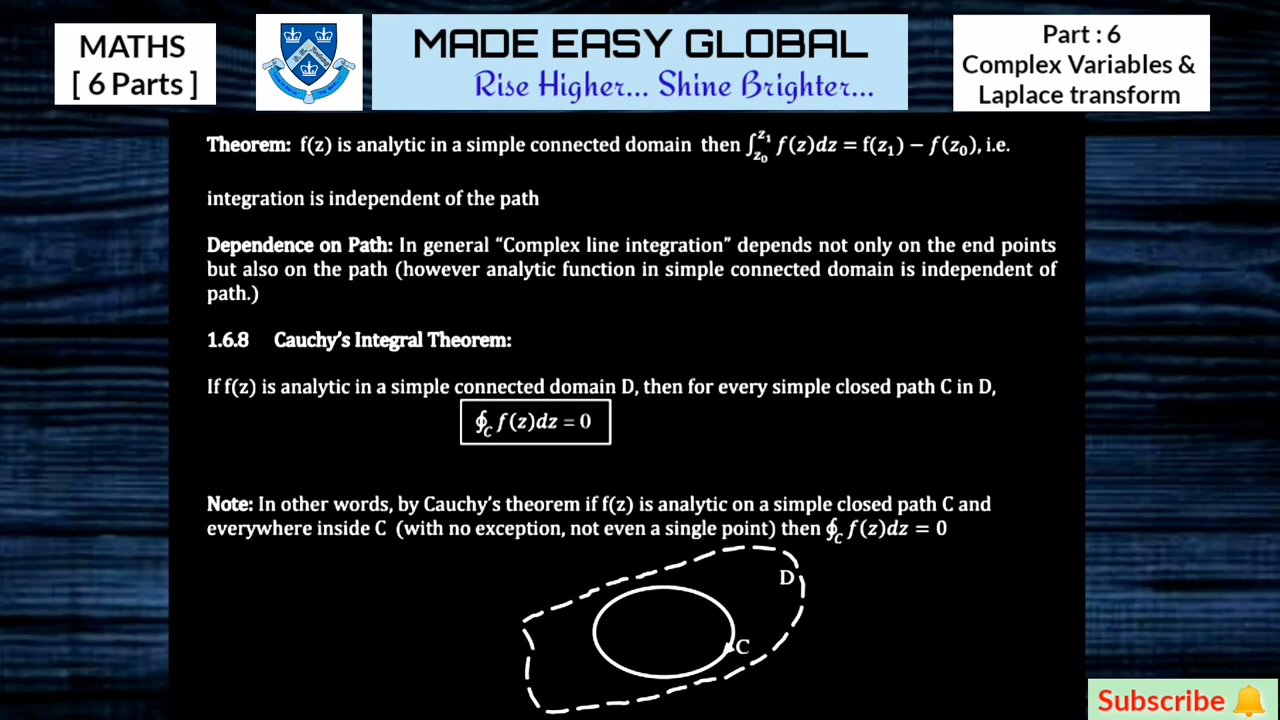 MATHS
[ 6 Parts ]
MADE EASY GLOBAL
Rise Higher... Shine Brighter...
Part : 6
Complex Variables &
Laplace transform
Theorem: f(z) is analytic in a simple connected domain then ∫_{z₀}^{z₁} f(z)dz = f(z₁) − f(z₀), i.e.
integration is independent of the path
Dependence on Path: In general “Complex line integration” depends not only on the end points
but also on the path (however analytic function in simple connected domain is independent of
path.)
1.6.8 Cauchy’s Integral Theorem:
If f(z) is analytic in a simple connected domain D, then for every simple closed path C in D,
∮_C f(z)dz = 0
Note: In other words, by Cauchy’s theorem if f(z) is analytic on a simple closed path C and
everywhere inside C (with no exception, not even a single point) then ∮_C f(z)dz = 0
D
C
Subscribe